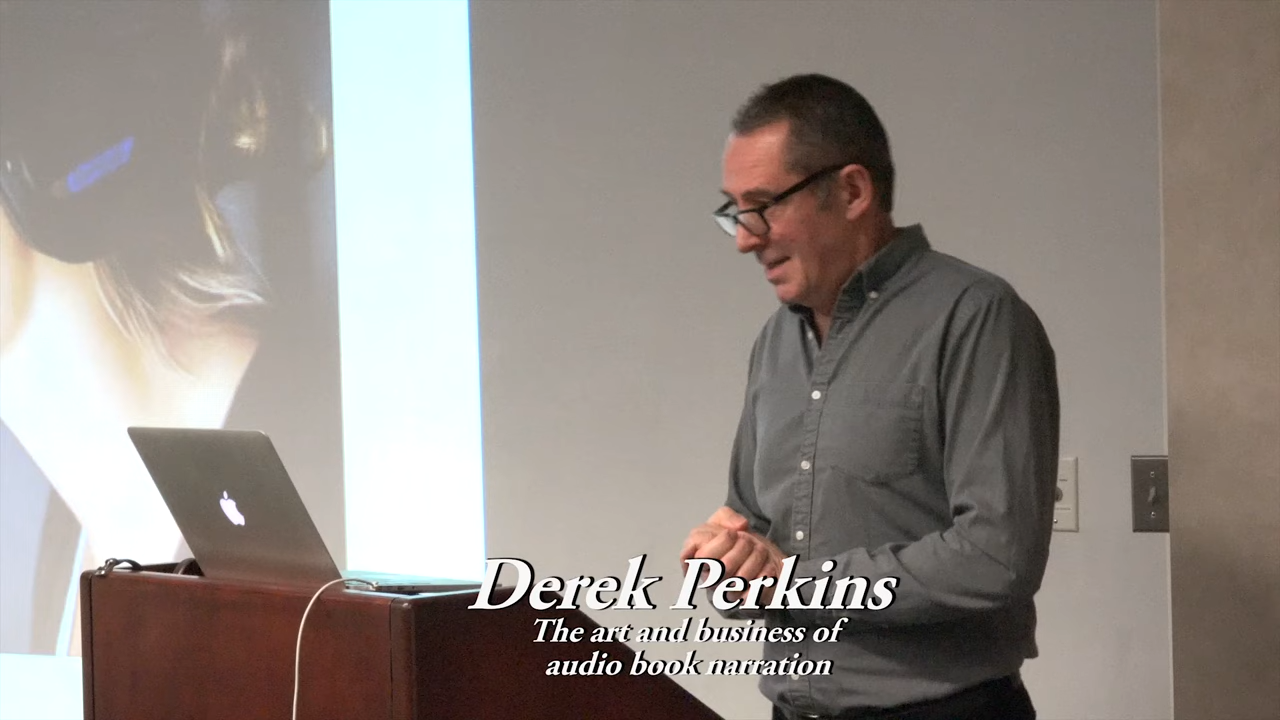 Derek Perkins
The art and business of
audio book narration